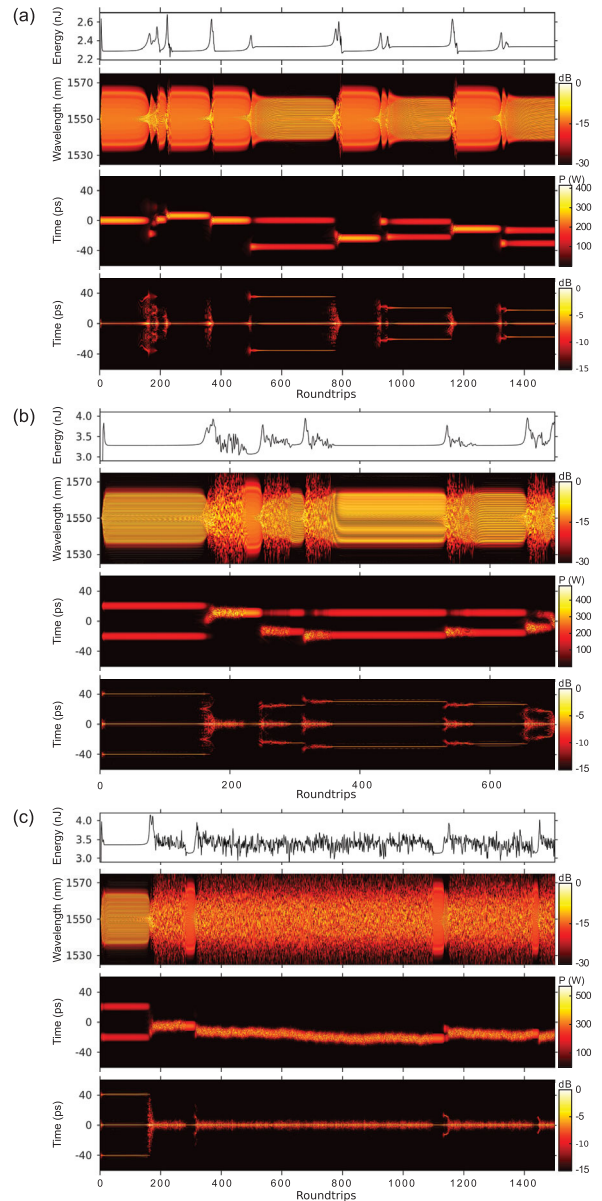 (a)
Energy (nJ)
2.6
2.4
2.2
Wavelength (nm)
1570
1550
1530
dB
0
-15
-30
Time (ps)
40
0
-40
P (W)
400
300
200
100
Time (ps)
40
0
-40
dB
0
-5
-10
-15
0 200 400 600 800 1000 1200 1400
Roundtrips
(b)
Energy (nJ)
4.0
3.5
3.0
Wavelength (nm)
1570
1550
1530
dB
0
-15
-30
Time (ps)
40
0
-40
P (W)
400
300
200
100
Time (ps)
40
0
-40
dB
0
-5
-10
-15
0 200 400 600
Roundtrips
(c)
Energy (nJ)
4.0
3.5
3.0
Wavelength (nm)
1570
1550
1530
dB
0
-15
-30
Time (ps)
40
0
-40
P (W)
500
300
100
Time (ps)
40
0
-40
dB
0
-5
-10
-15
0 200 400 600 800 1000 1200 1400
Roundtrips